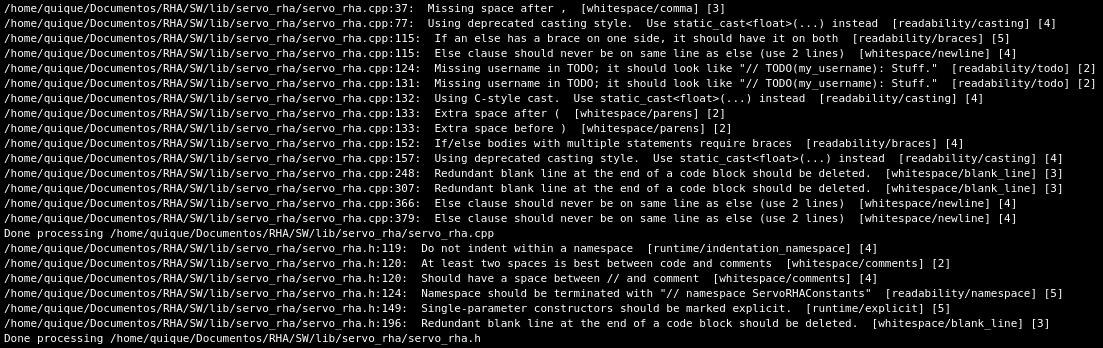 /home/quique/Documentos/RHA/SW/lib/servo_rha/servo_rha.cpp:37:  Missing space after ,  [whitespace/comma] [3]
/home/quique/Documentos/RHA/SW/lib/servo_rha/servo_rha.cpp:77:  Using deprecated casting style.  Use static_cast<float>(...) instead  [readability/casting] [4]
/home/quique/Documentos/RHA/SW/lib/servo_rha/servo_rha.cpp:115:  If an else has a brace on one side, it should have it on both  [readability/braces] [5]
/home/quique/Documentos/RHA/SW/lib/servo_rha/servo_rha.cpp:115:  Else clause should never be on same line as else (use 2 lines)  [whitespace/newline] [4]
/home/quique/Documentos/RHA/SW/lib/servo_rha/servo_rha.cpp:124:  Missing username in TODO; it should look like "// TODO(my_username): Stuff."  [readability/todo] [2]
/home/quique/Documentos/RHA/SW/lib/servo_rha/servo_rha.cpp:131:  Missing username in TODO; it should look like "// TODO(my_username): Stuff."  [readability/todo] [2]
/home/quique/Documentos/RHA/SW/lib/servo_rha/servo_rha.cpp:132:  Using C-style cast.  Use static_cast<float>(...) instead  [readability/casting] [4]
/home/quique/Documentos/RHA/SW/lib/servo_rha/servo_rha.cpp:133:  Extra space after (  [whitespace/parens] [2]
/home/quique/Documentos/RHA/SW/lib/servo_rha/servo_rha.cpp:133:  Extra space before )  [whitespace/parens] [2]
/home/quique/Documentos/RHA/SW/lib/servo_rha/servo_rha.cpp:152:  If/else bodies with multiple statements require braces  [readability/braces] [4]
/home/quique/Documentos/RHA/SW/lib/servo_rha/servo_rha.cpp:157:  Using deprecated casting style.  Use static_cast<float>(...) instead  [readability/casting] [4]
/home/quique/Documentos/RHA/SW/lib/servo_rha/servo_rha.cpp:248:  Redundant blank line at the end of a code block should be deleted.  [whitespace/blank_line] [3]
/home/quique/Documentos/RHA/SW/lib/servo_rha/servo_rha.cpp:307:  Redundant blank line at the end of a code block should be deleted.  [whitespace/blank_line] [3]
/home/quique/Documentos/RHA/SW/lib/servo_rha/servo_rha.cpp:366:  Else clause should never be on same line as else (use 2 lines)  [whitespace/newline] [4]
/home/quique/Documentos/RHA/SW/lib/servo_rha/servo_rha.cpp:379:  Else clause should never be on same line as else (use 2 lines)  [whitespace/newline] [4]
Done processing /home/quique/Documentos/RHA/SW/lib/servo_rha/servo_rha.cpp
/home/quique/Documentos/RHA/SW/lib/servo_rha/servo_rha.h:119:  Do not indent within a namespace  [runtime/indentation_namespace] [4]
/home/quique/Documentos/RHA/SW/lib/servo_rha/servo_rha.h:120:  At least two spaces is best between code and comments  [whitespace/comments] [2]
/home/quique/Documentos/RHA/SW/lib/servo_rha/servo_rha.h:120:  Should have a space between // and comment  [whitespace/comments] [4]
/home/quique/Documentos/RHA/SW/lib/servo_rha/servo_rha.h:124:  Namespace should be terminated with "// namespace ServoRHAConstants"  [readability/namespace] [5]
/home/quique/Documentos/RHA/SW/lib/servo_rha/servo_rha.h:149:  Single-parameter constructors should be marked explicit.  [runtime/explicit] [5]
/home/quique/Documentos/RHA/SW/lib/servo_rha/servo_rha.h:196:  Redundant blank line at the end of a code block should be deleted.  [whitespace/blank_line] [3]
Done processing /home/quique/Documentos/RHA/SW/lib/servo_rha/servo_rha.h